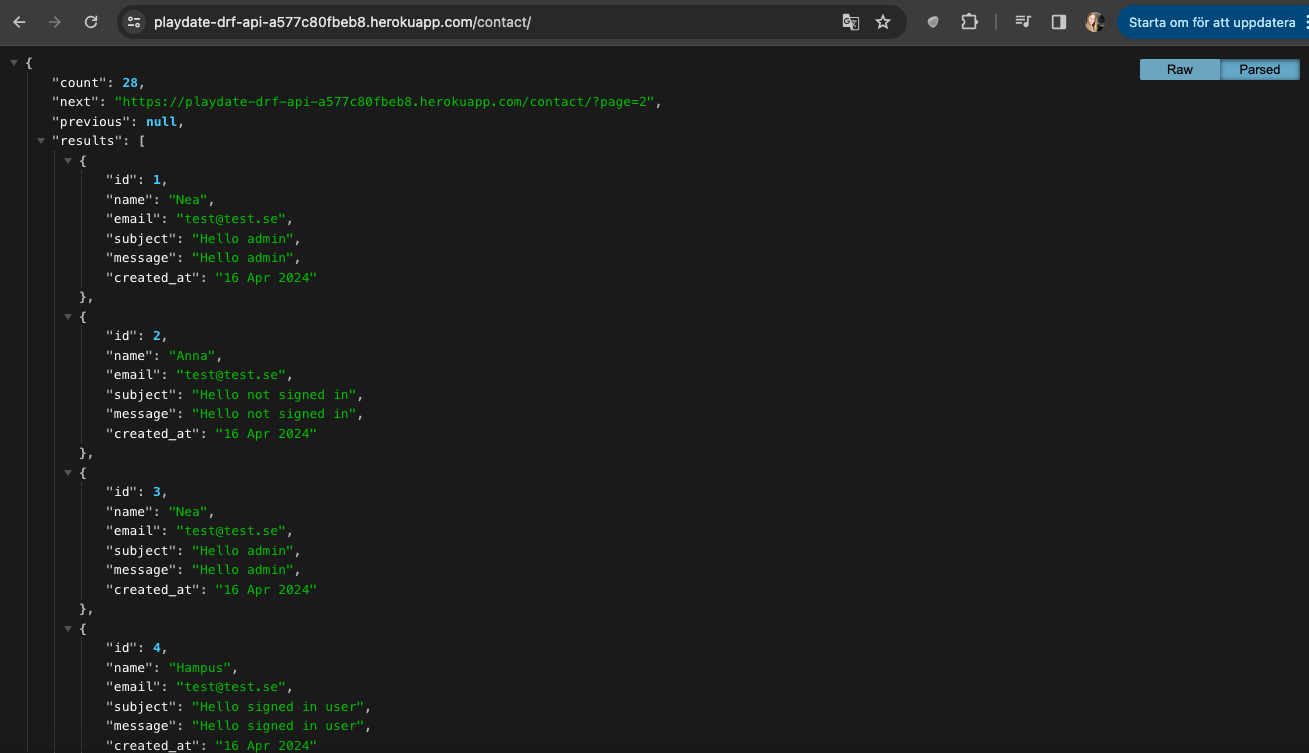 playdate-drf-api-a577c80fbeb8.herokuapp.com/contact/
Starta om för att uppdatera
Raw
Parsed
{
"count": 28,
"next": "https://playdate-drf-api-a577c80fbeb8.herokuapp.com/contact/?page=2",
"previous": null,
"results": [
{
"id": 1,
"name": "Nea",
"email": "test@test.se",
"subject": "Hello admin",
"message": "Hello admin",
"created_at": "16 Apr 2024"
},
{
"id": 2,
"name": "Anna",
"email": "test@test.se",
"subject": "Hello not signed in",
"message": "Hello not signed in",
"created_at": "16 Apr 2024"
},
{
"id": 3,
"name": "Nea",
"email": "test@test.se",
"subject": "Hello admin",
"message": "Hello admin",
"created_at": "16 Apr 2024"
},
{
"id": 4,
"name": "Hampus",
"email": "test@test.se",
"subject": "Hello signed in user",
"message": "Hello signed in user",
"created_at": "16 Apr 2024"